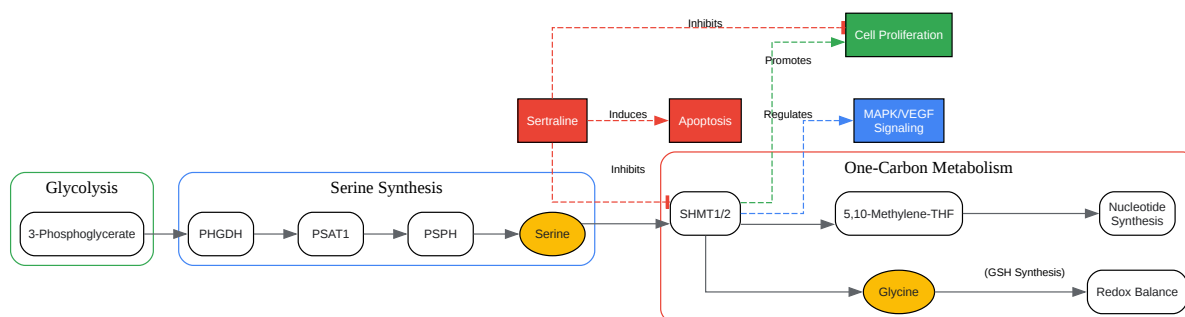 Inhibits
Cell Proliferation
Promotes
Sertraline
Induces
Apoptosis
Regulates
MAPK/VEGF
Signaling
Inhibits
One-Carbon Metabolism
Glycolysis
Serine Synthesis
3-Phosphoglycerate
PHGDH
PSAT1
PSPH
Serine
SHMT1/2
5,10-Methylene-THF
Nucleotide
Synthesis
Glycine
(GSH Synthesis)
Redox Balance